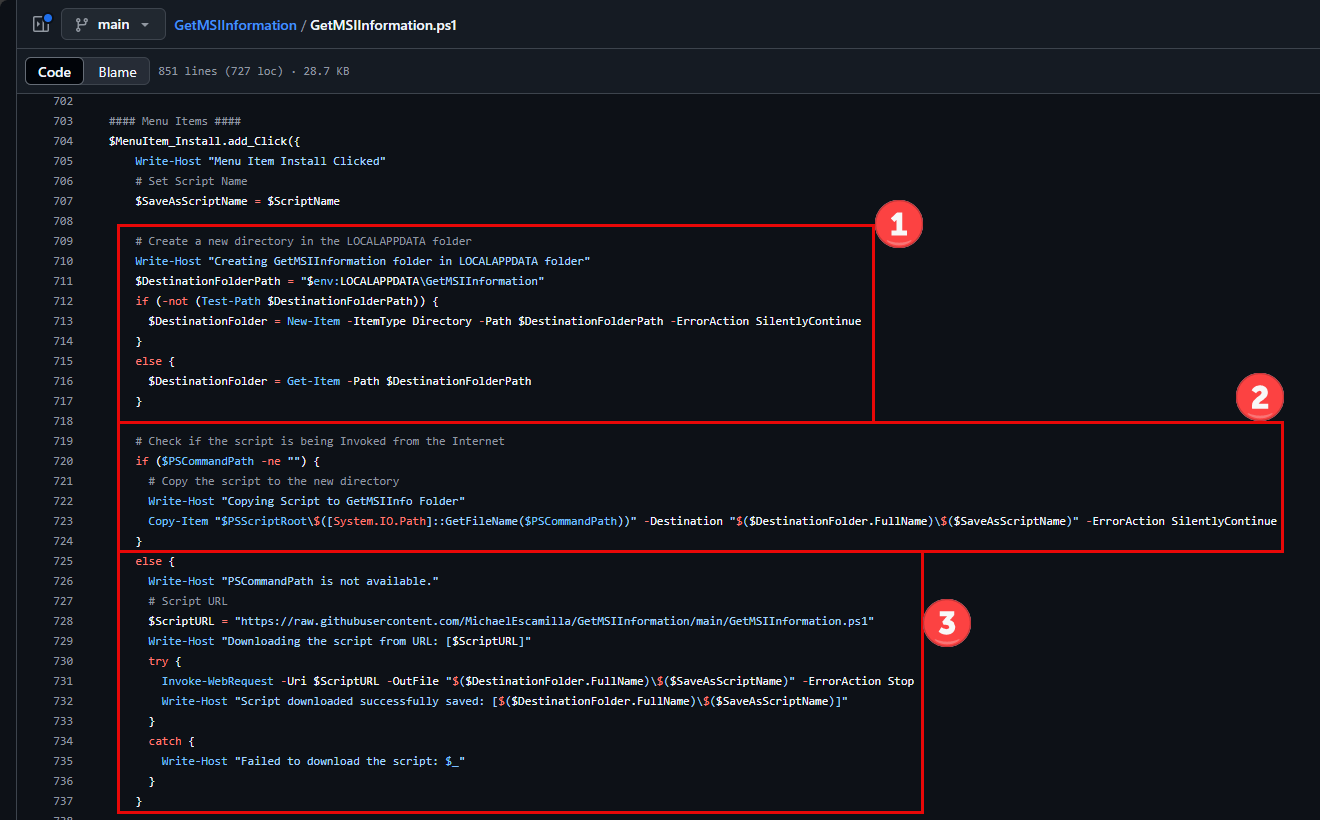 main
GetMSIInformation / GetMSIInformation.ps1
Code Blame 851 lines (727 loc) · 28.7 KB
702
703 #### Menu Items ####
704 $MenuItem_Install.add_Click({
705 Write-Host "Menu Item Install Clicked"
706 # Set Script Name
707 $SaveAsScriptName = $ScriptName
708
1
709 # Create a new directory in the LOCALAPPDATA folder
710 Write-Host "Creating GetMSIInformation folder in LOCALAPPDATA folder"
711 $DestinationFolderPath = "$env:LOCALAPPDATA\GetMSIInformation"
712 if (-not (Test-Path $DestinationFolderPath)) {
713 $DestinationFolder = New-Item -ItemType Directory -Path $DestinationFolderPath -ErrorAction SilentlyContinue
714 }
715 else {
716 $DestinationFolder = Get-Item -Path $DestinationFolderPath
717 }
2
718
719 # Check if the script is being Invoked from the Internet
720 if ($PSCommandPath -ne "") {
721 # Copy the script to the new directory
722 Write-Host "Copying Script to GetMSIInfo Folder"
723 Copy-Item "$PSScriptRoot\$([System.IO.Path]::GetFileName($PSCommandPath))" -Destination "$($DestinationFolder.FullName)\$($SaveAsScriptName)" -ErrorAction SilentlyContinue
724 }
725 else {
726 Write-Host "PSCommandPath is not available."
727 # Script URL
728 $ScriptURL = "https://raw.githubusercontent.com/MichaelEscamilla/GetMSIInformation/main/GetMSIInformation.ps1"
3
729 Write-Host "Downloading the script from URL: [$ScriptURL]"
730 try {
731 Invoke-WebRequest -Uri $ScriptURL -OutFile "$($DestinationFolder.FullName)\$($SaveAsScriptName)" -ErrorAction Stop
732 Write-Host "Script downloaded successfully saved: [$($DestinationFolder.FullName)\$($SaveAsScriptName)]"
733 }
734 catch {
735 Write-Host "Failed to download the script: $_"
736 }
737 }